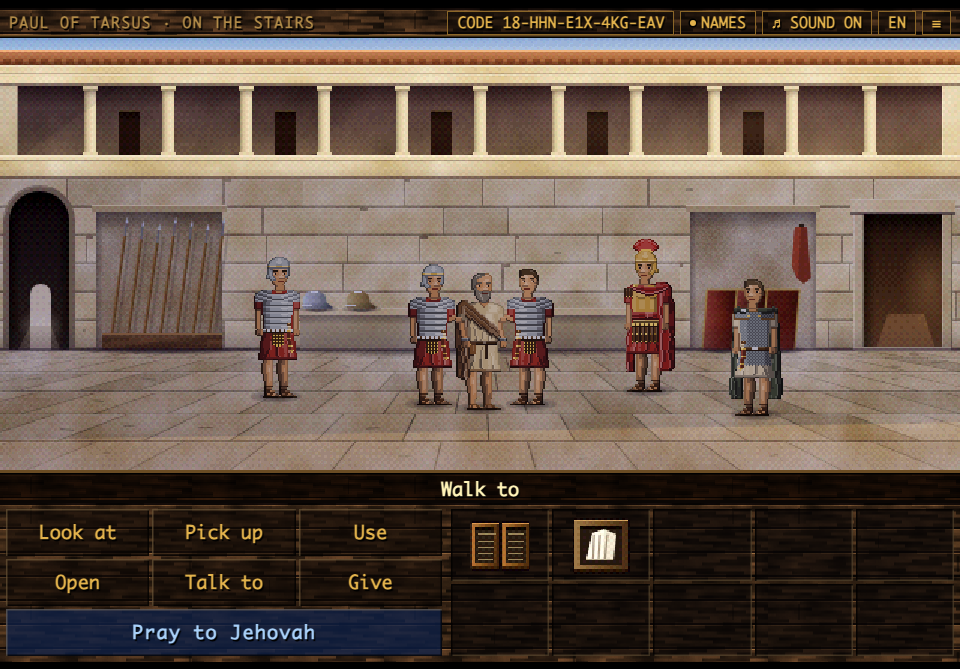 PAUL OF TARSUS · ON THE STAIRS
CODE 18-HHN-E1X-4KG-EAV
• NAMES
♬ SOUND ON
EN
≡
Walk to
Look at
Pick up
Use
Open
Talk to
Give
Pray to Jehovah